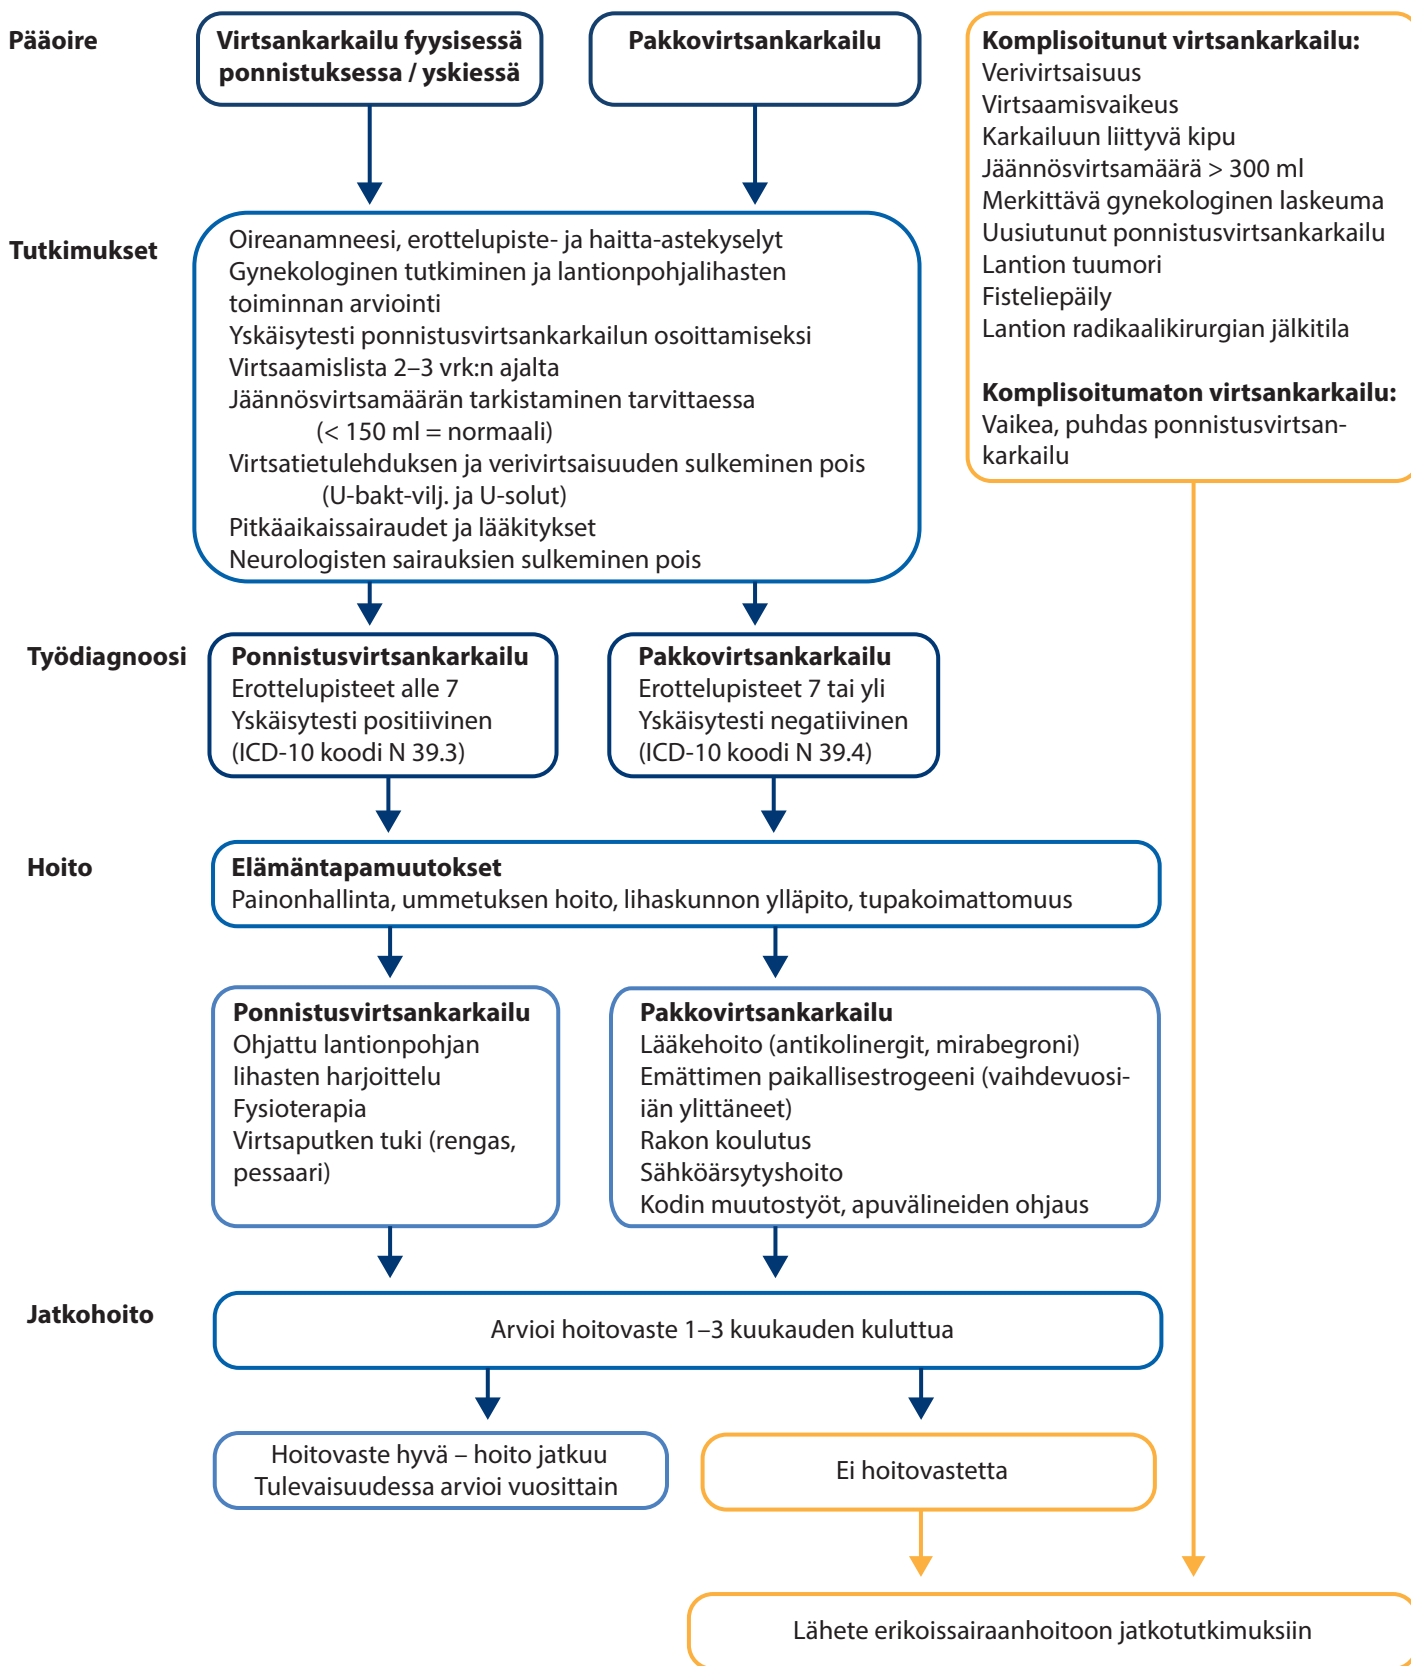 Pääoire
Virtsankarkailu fyysisessä
ponnistuksessa / yskiessä
Pakkovirtsankarkailu
Komplisoitunut virtsankarkailu:
Verivirtsaisuus
Virtsaamisvaikeus
Karkailuun liittyvä kipu
Jäännösvirtsamäärä > 300 ml
Merkittävä gynekologinen laskeuma
Uusiutunut ponnistusvirtsankarkailu
Lantion tuumori
Fisteliepäily
Lantion radikaalikirurgian jälkitila
Komplisoitumaton virtsankarkailu:
Vaikea, puhdas ponnistusvirtsan-
karkailu
Tutkimukset
Oireanamneesi, erottelupiste- ja haitta-astekyselyt
Gynekologinen tutkiminen ja lantionpohjalihasten
toiminnan arviointi
Yskäisytesti ponnistusvirtsankarkailun osoittamiseksi
Virtsaamislista 2–3 vrk:n ajalta
Jäännösvirtsamäärän tarkistaminen tarvittaessa
(< 150 ml = normaali)
Virtsatietulehduksen ja verivirtsaisuuden sulkeminen pois
(U-bakt-vilj. ja U-solut)
Pitkäaikaissairaudet ja lääkitykset
Neurologisten sairauksien sulkeminen pois
Työdiagnoosi
Ponnistusvirtsankarkailu
Erottelupisteet alle 7
Yskäisytesti positiivinen
(ICD-10 koodi N 39.3)
Pakkovirtsankarkailu
Erottelupisteet 7 tai yli
Yskäisytesti negatiivinen
(ICD-10 koodi N 39.4)
Hoito
Elämäntapamuutokset
Painonhallinta, ummetuksen hoito, lihaskunnon ylläpito, tupakoimattomuus
Ponnistusvirtsankarkailu
Ohjattu lantionpohjan
lihasten harjoittelu
Fysioterapia
Virtsaputken tuki (rengas,
pessaari)
Pakkovirtsankarkailu
Lääkehoito (antikolinergit, mirabegroni)
Emättimen paikallisestrogeeni (vaihdevuosi-
iän ylittäneet)
Rakon koulutus
Sähköärsytyshoito
Kodin muutostyöt, apuvälineiden ohjaus
Jatkohoito
Arvioi hoitovaste 1–3 kuukauden kuluttua
Hoitovaste hyvä – hoito jatkuu
Tulevaisuudessa arvioi vuosittain
Ei hoitovastetta
Lähete erikoissairaanhoitoon jatkotutkimuksiin